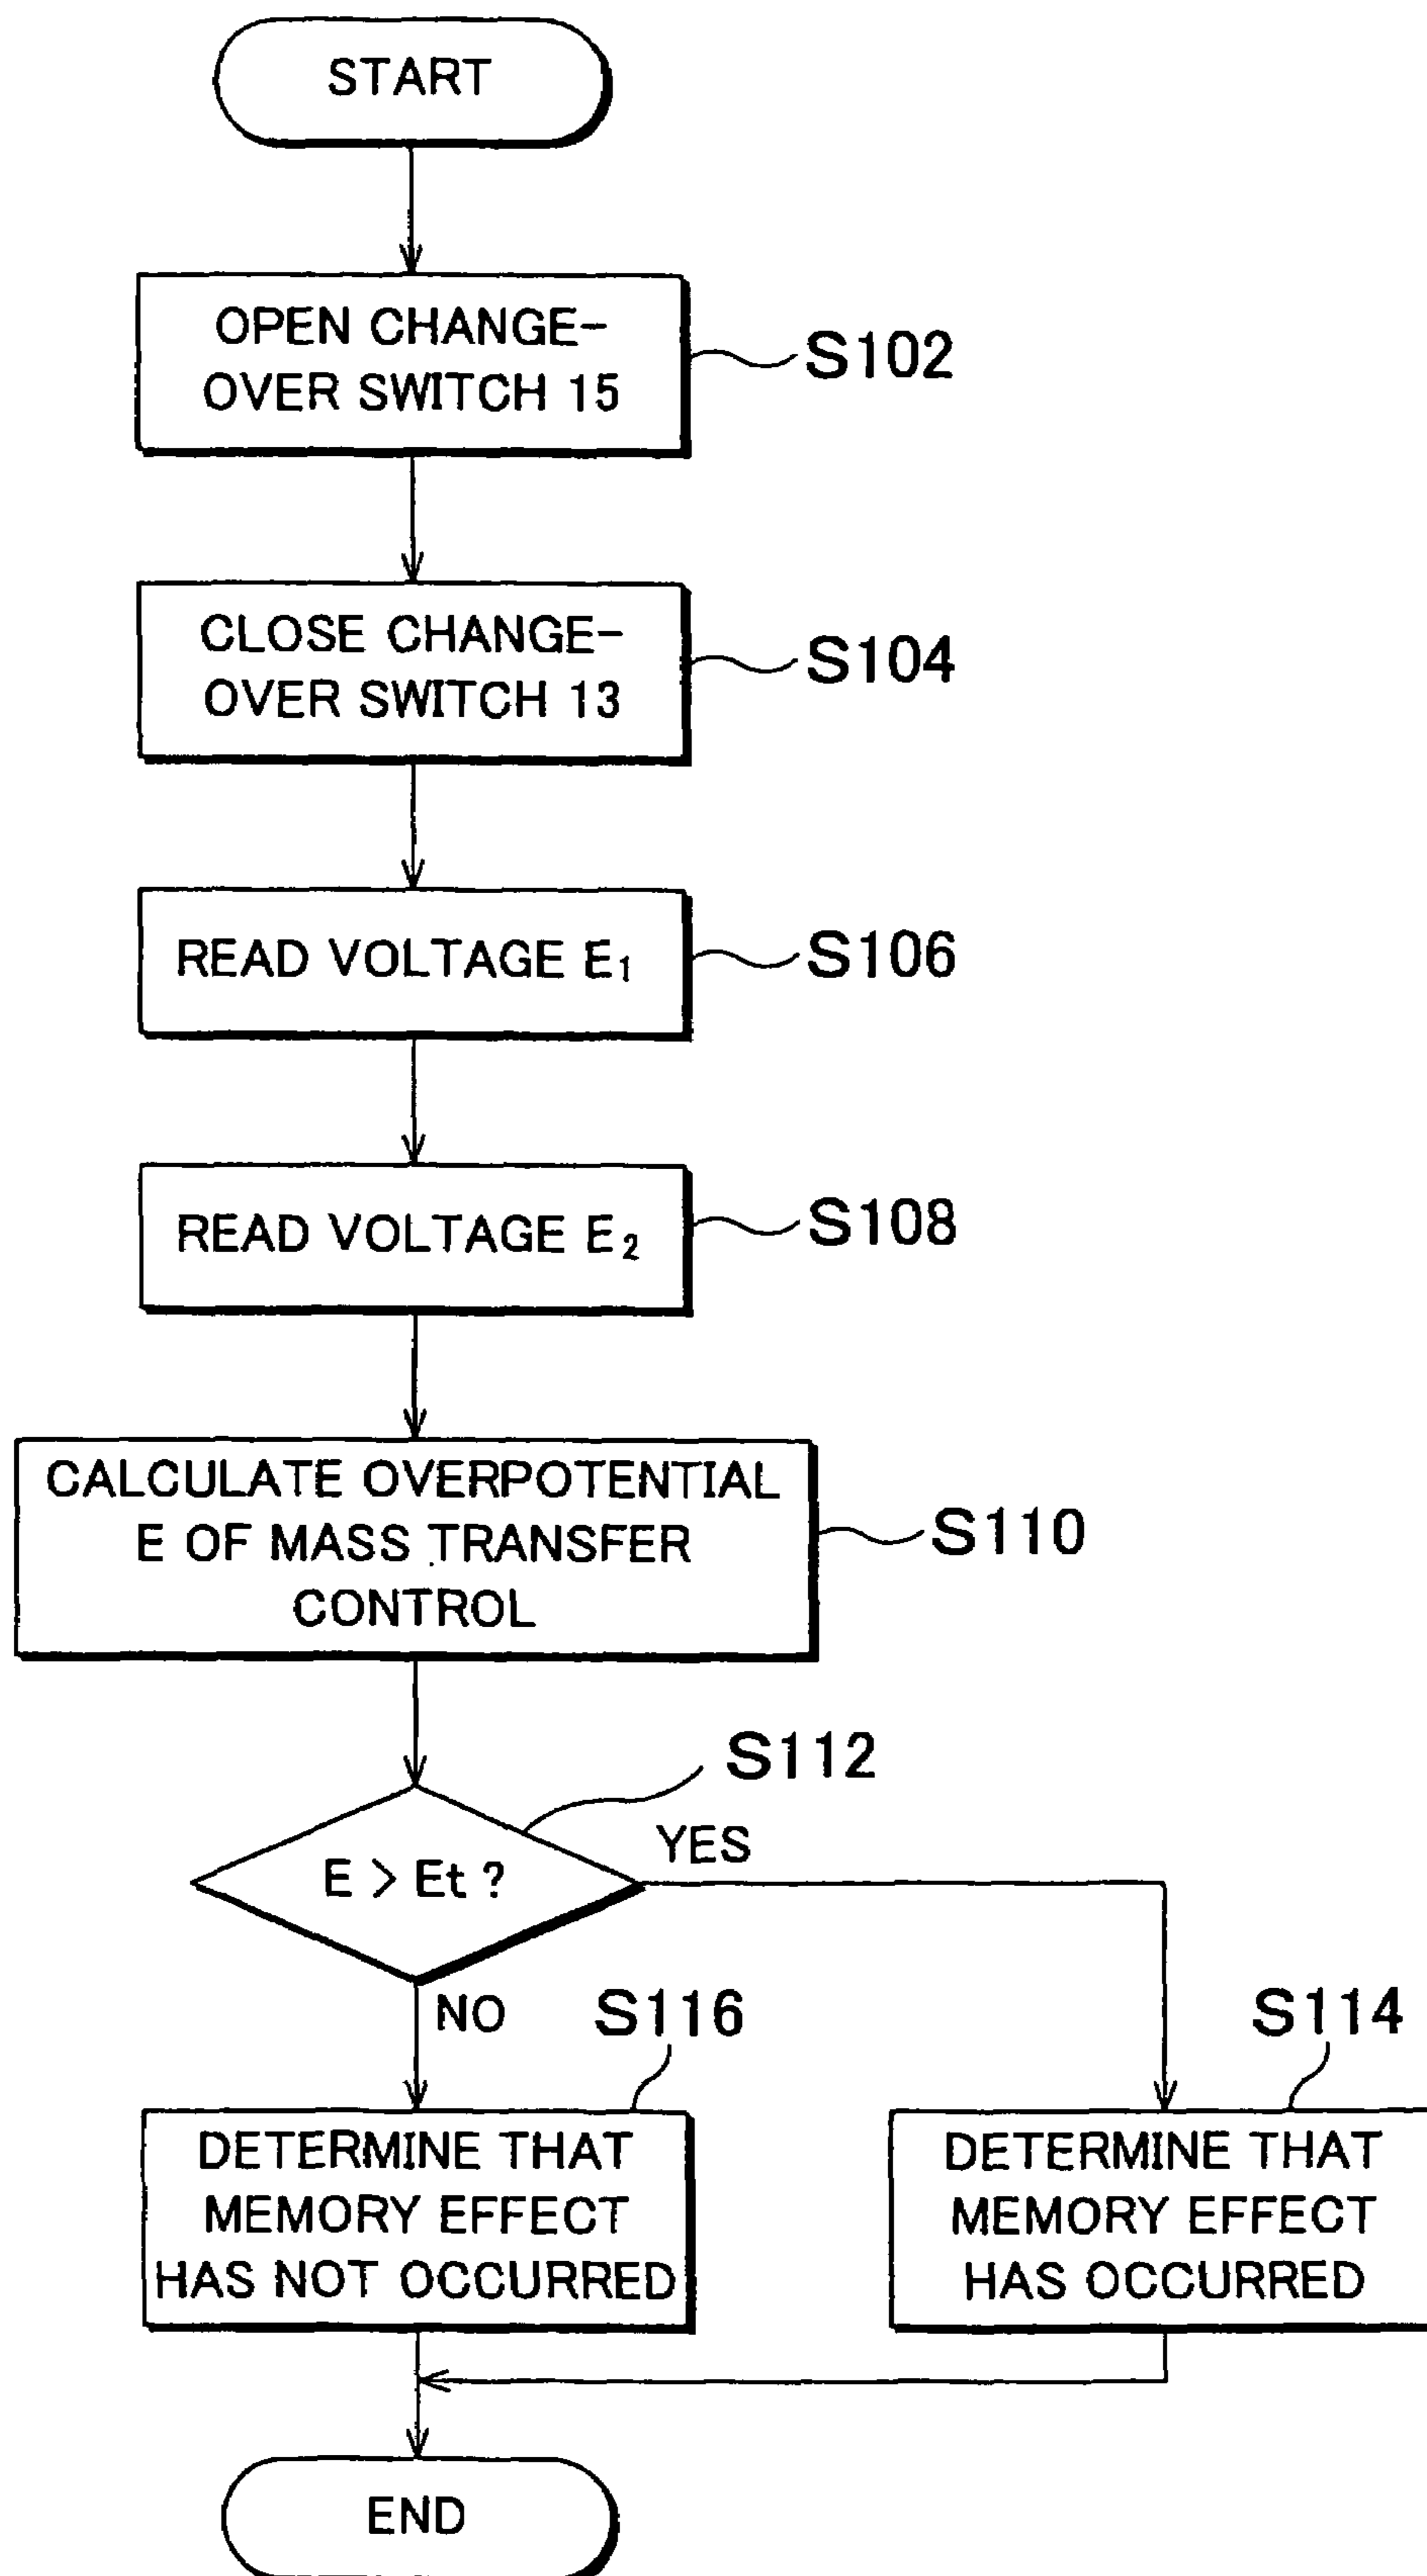 START
OPEN CHANGE-
OVER SWITCH 15
S102
CLOSE CHANGE-
OVER SWITCH 13
S104
READ VOLTAGE E₁
S106
READ VOLTAGE E₂
S108
CALCULATE OVERPOTENTIAL
E OF MASS TRANSFER
CONTROL
S110
S112
E > Et ?
YES
NO
S116
S114
DETERMINE THAT
MEMORY EFFECT
HAS NOT OCCURRED
DETERMINE THAT
MEMORY EFFECT
HAS OCCURRED
END